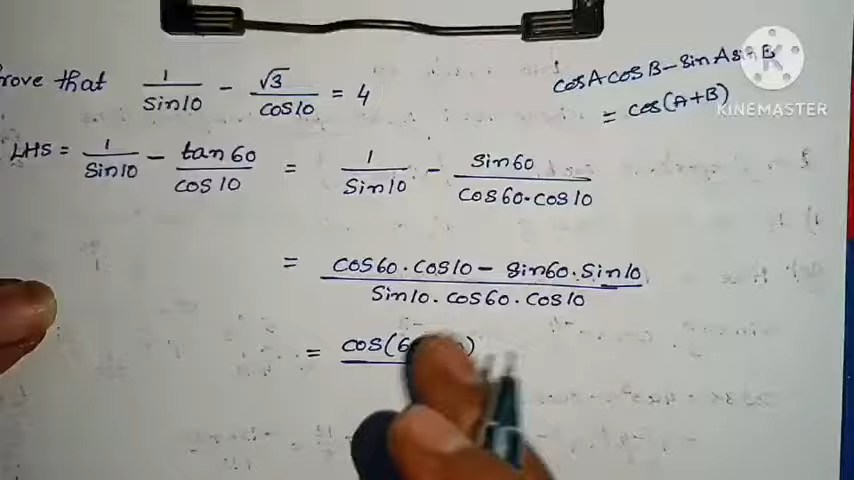 rove that 1/sin10 - √3/cos10 = 4
cosA cosB - sinA sinB
= cos(A+B)
KINEMASTER
LHS = 1/sin10 - tan60/cos10 = 1/sin10 - sin60/cos60·cos10
= cos60·cos10 - sin60·sin10/sin10·cos60·cos10
= cos(6